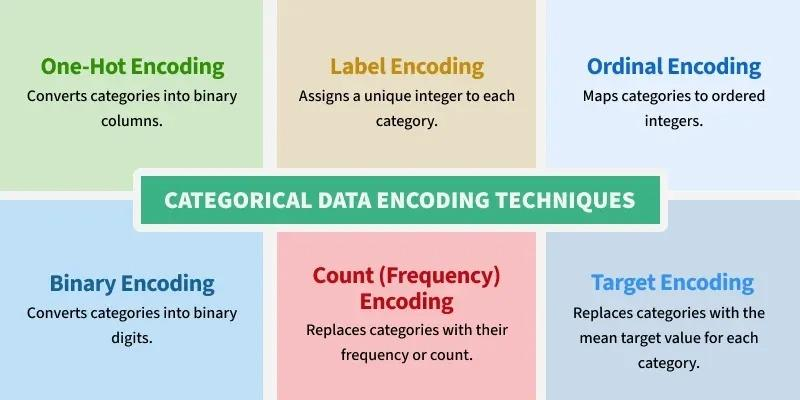 One-Hot Encoding
Converts categories into binary
columns.
Label Encoding
Assigns a unique integer to each
category.
Ordinal Encoding
Maps categories to ordered
integers.
CATEGORICAL DATA ENCODING TECHNIQUES
Binary Encoding
Converts categories into binary
digits.
Count (Frequency)
Encoding
Replaces categories with their
frequency or count.
Target Encoding
Replaces categories with the
mean target value for each
category.